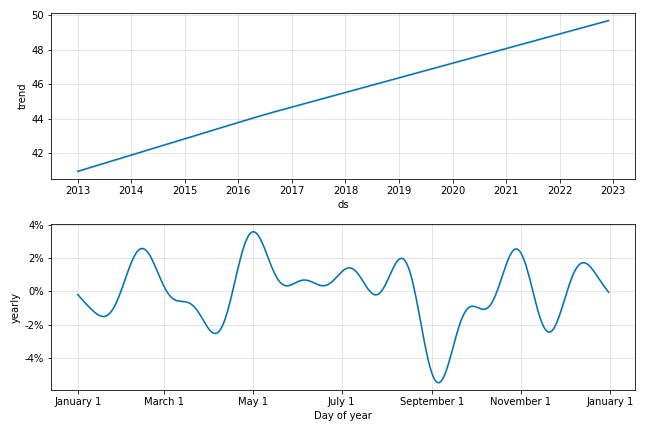 50
48
46
44
42
trend
2013 2014 2015 2016 2017 2018 2019 2020 2021 2022 2023
ds
4%
2%
0%
-2%
-4%
yearly
January 1 March 1 May 1 July 1 September 1 November 1 January 1
Day of year